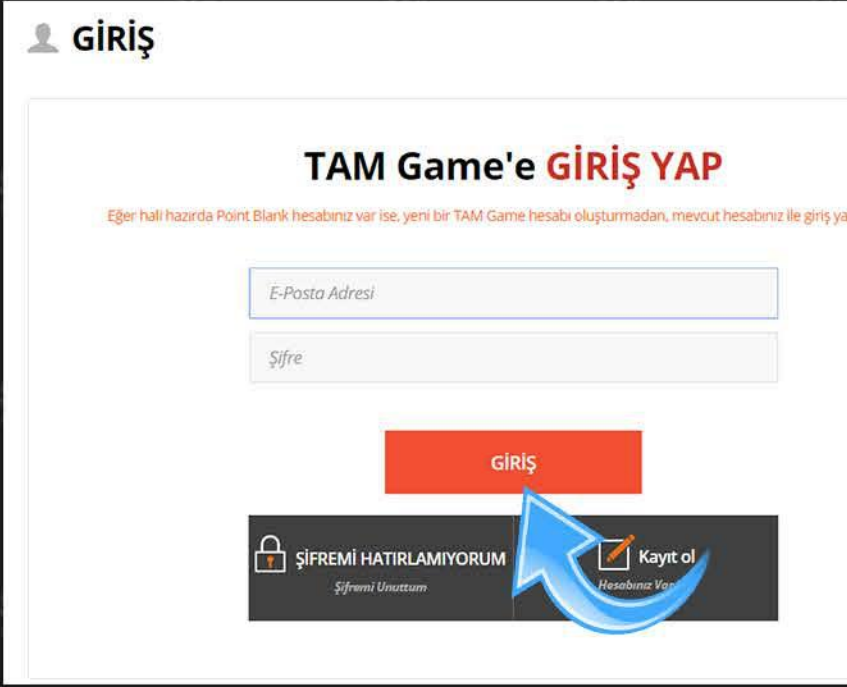 GİRİŞ
TAM Game'e GİRİŞ YAP
Eğer hali hazırda Point Blank hesabınız var ise, yeni bir TAM Game hesabı oluşturmadan, mevcut hesabınız ile giriş
E-Posta Adresi
Şifre
GİRİŞ
ŞİFREMİ HATIRLAMIYORUM
Şifremi Unuttum
Kayıt ol
Hesabınız